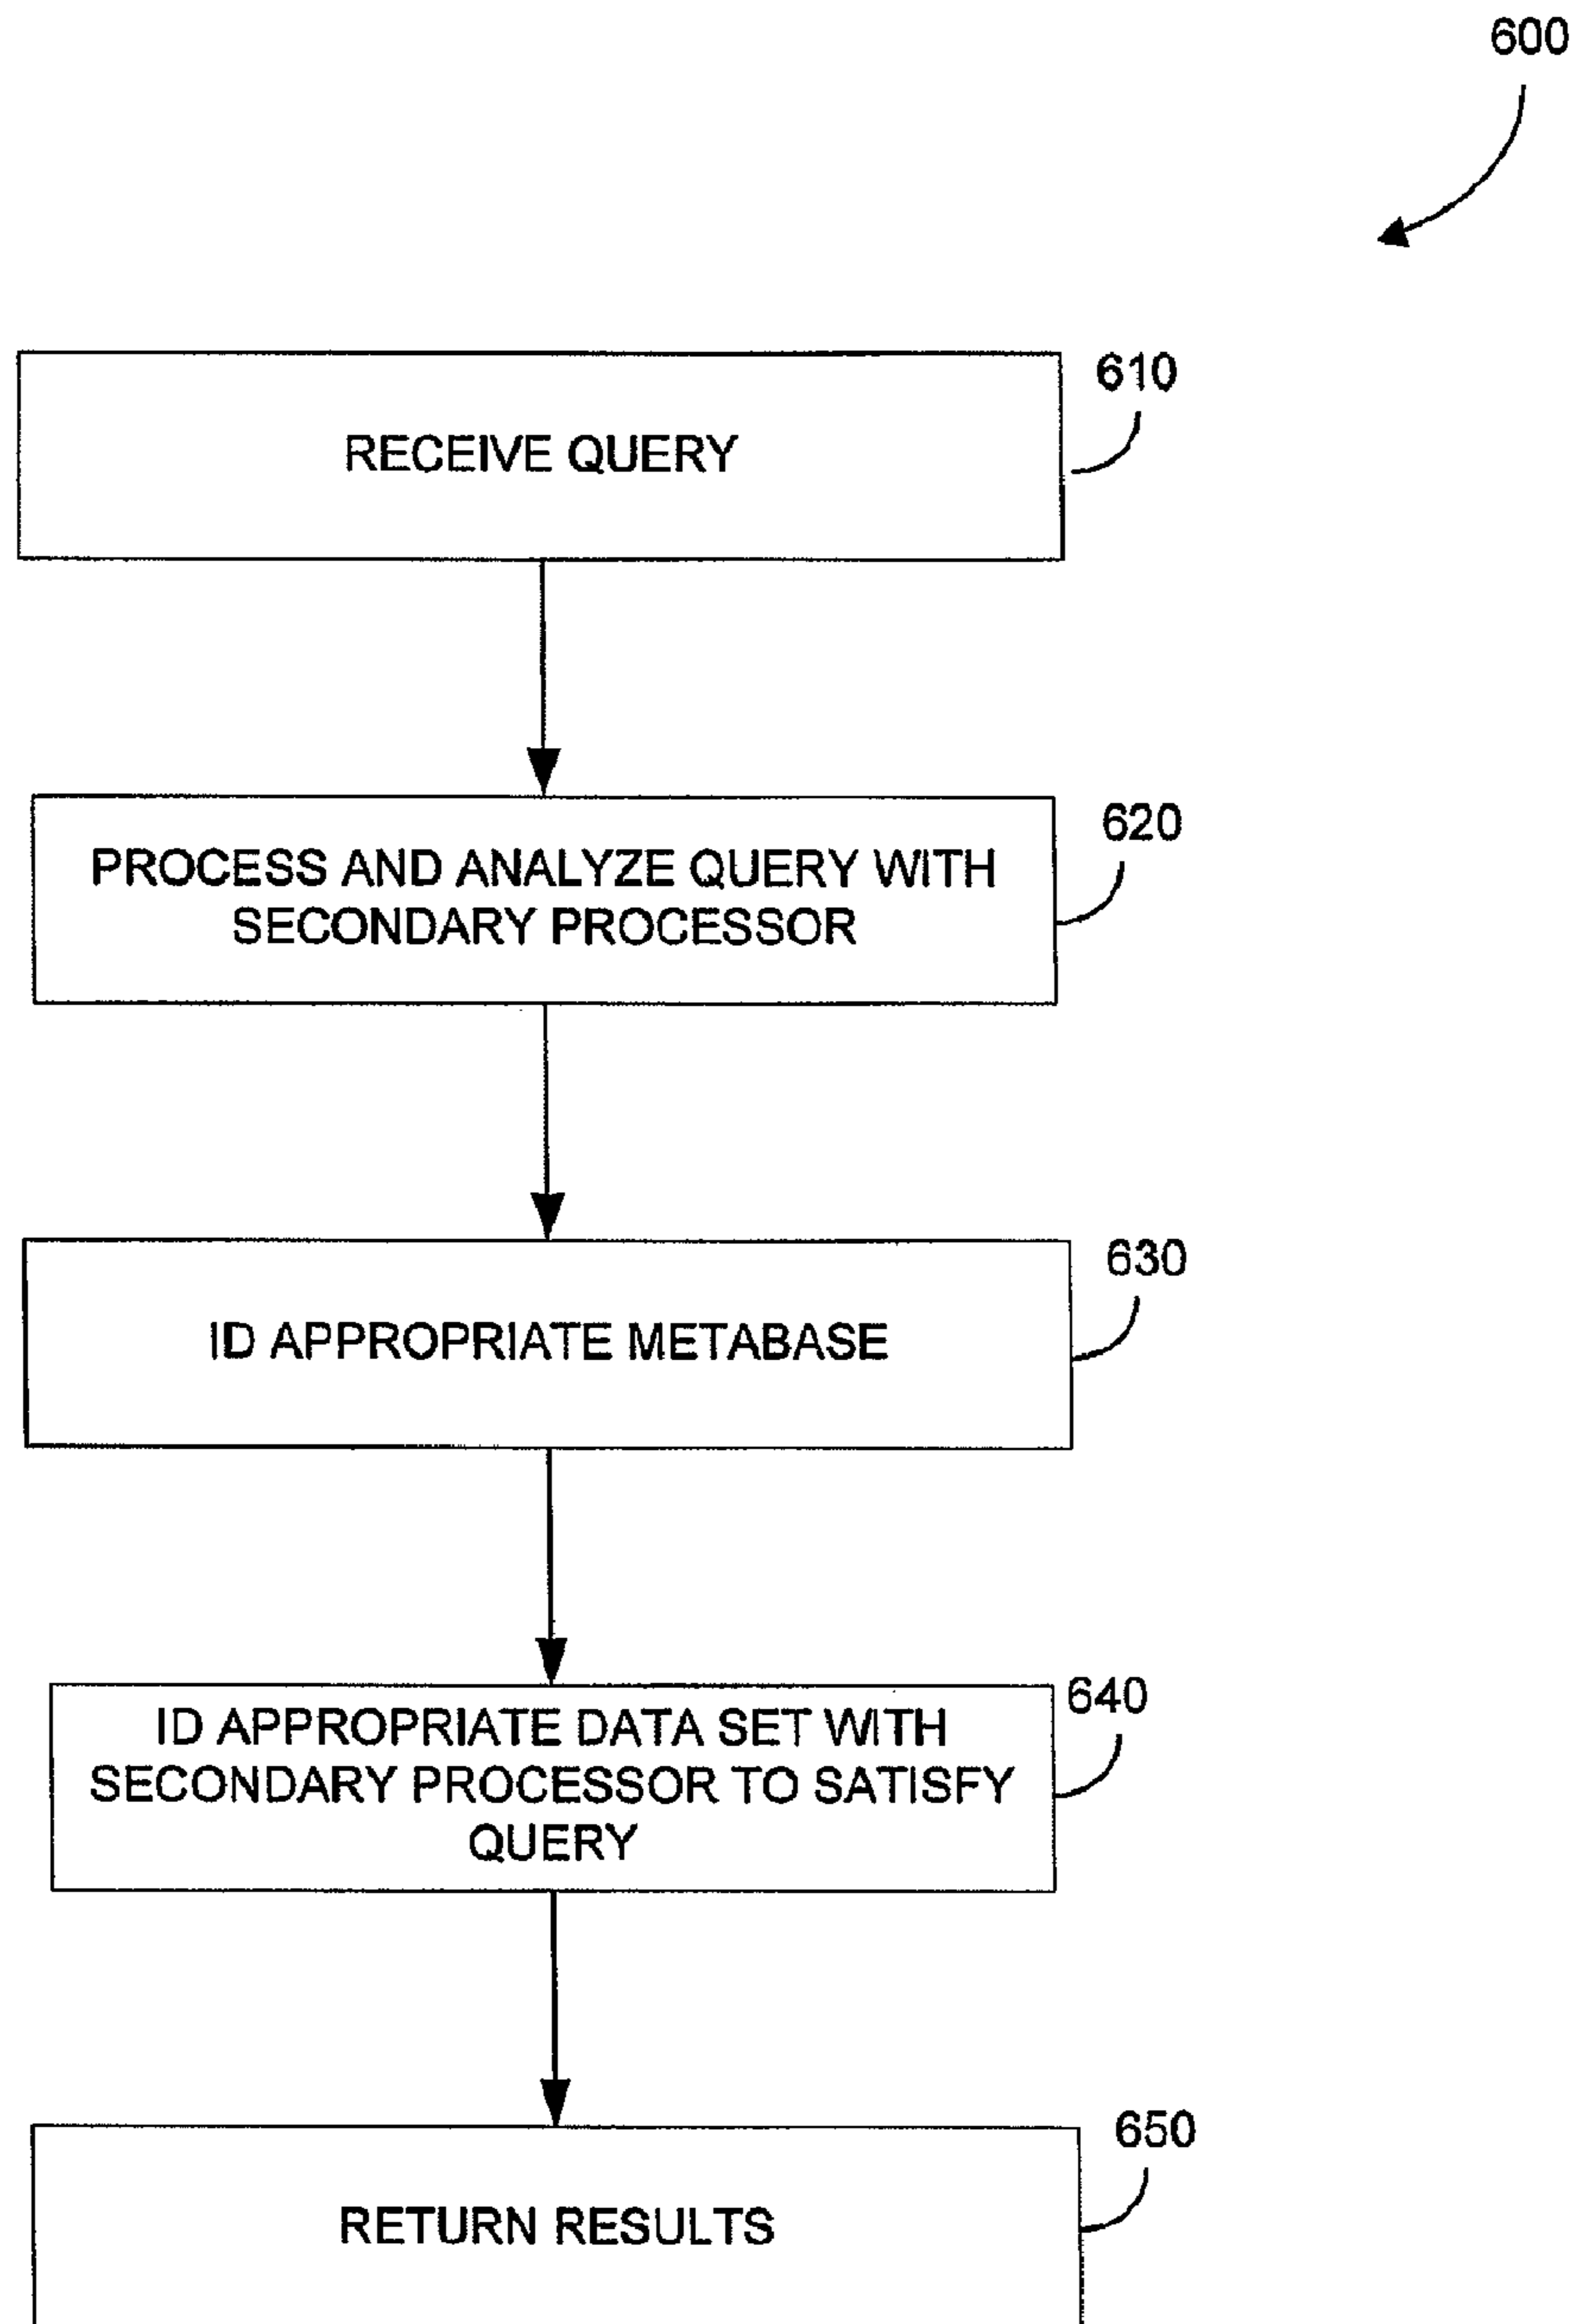 600
610
RECEIVE QUERY
620
PROCESS AND ANALYZE QUERY WITH
SECONDARY PROCESSOR
630
ID APPROPRIATE METABASE
640
ID APPROPRIATE DATA SET WITH
SECONDARY PROCESSOR TO SATISFY
QUERY
650
RETURN RESULTS